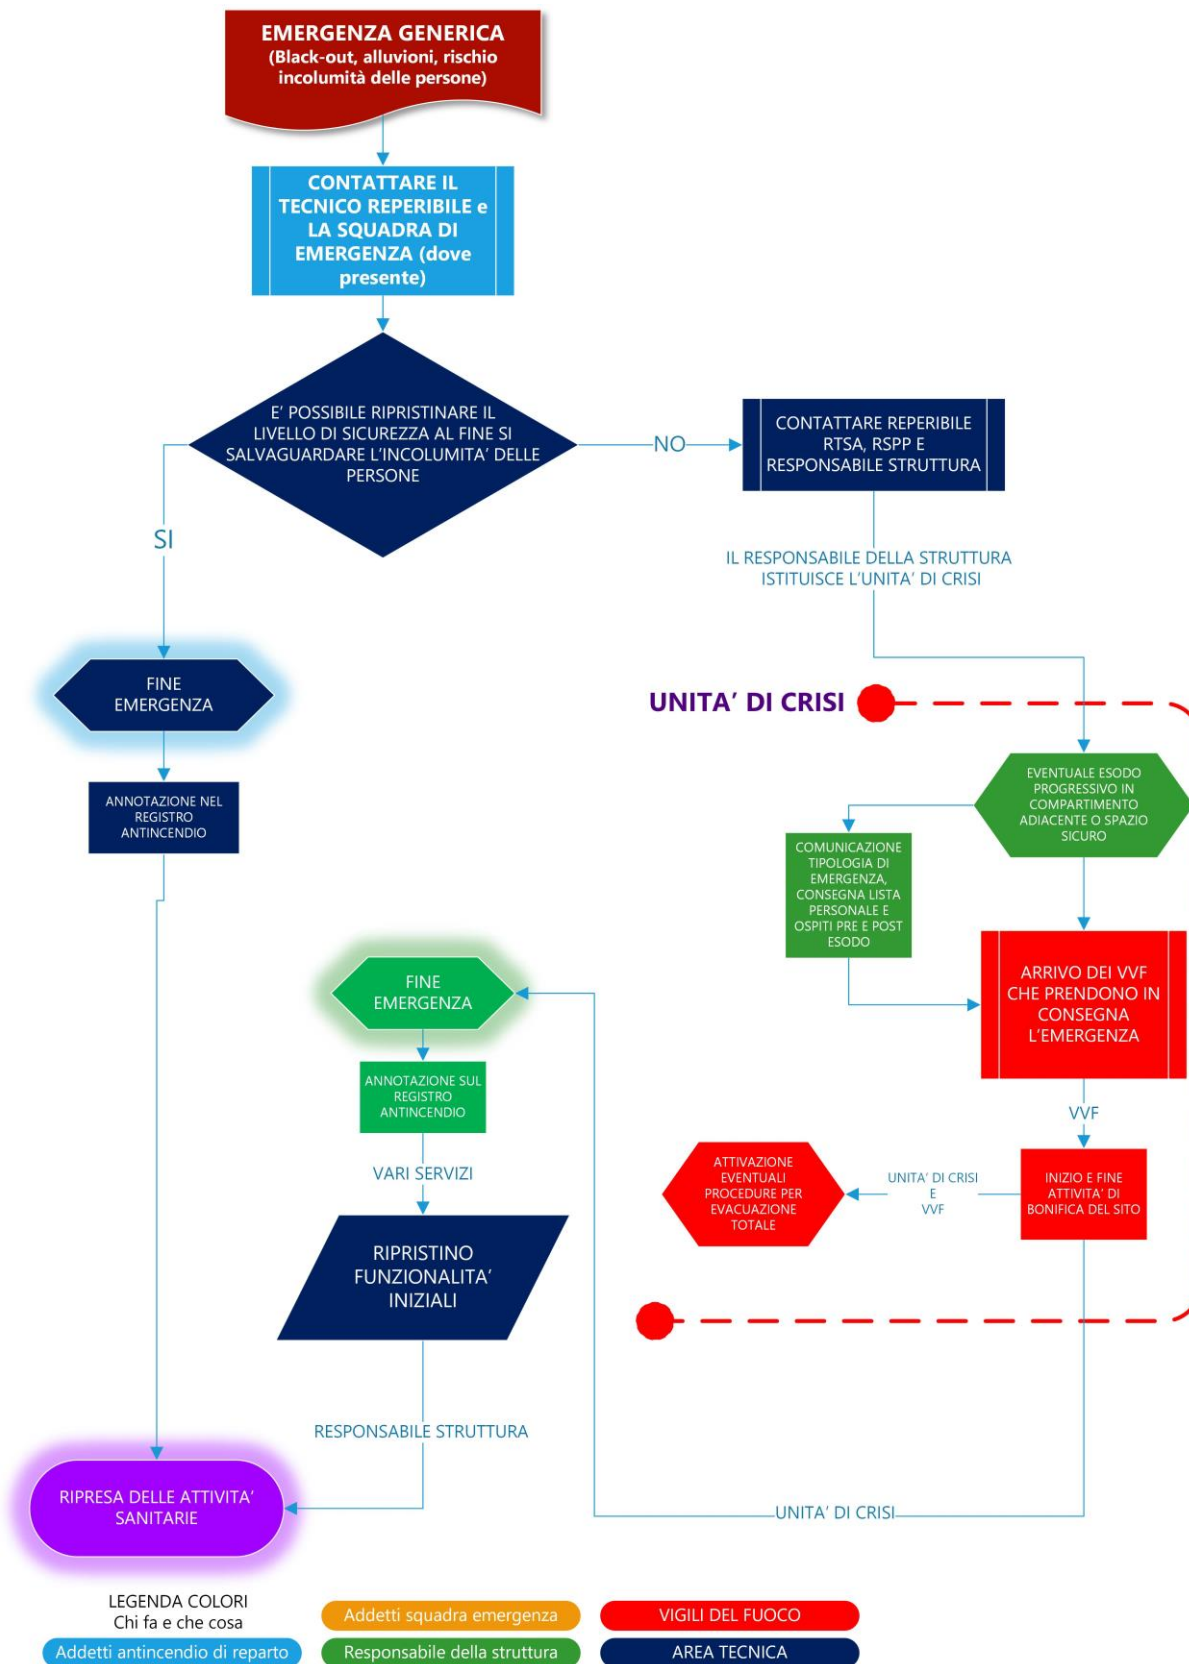 EMERGENZA GENERICA
(Black-out, alluvioni, rischio
incolumità delle persone)
CONTATTARE IL
TECNICO REPERIBILE e
LA SQUADRA DI
EMERGENZA (dove
presente)
E' POSSIBILE RIPRISTINARE IL
LIVELLO DI SICUREZZA AL FINE SI
SALVAGUARDARE L'INCOLUMITA' DELLE
PERSONE
NO
CONTATTARE REPERIBILE
RTSA, RSPP E
RESPONSABILE STRUTTURA
SI
IL RESPONSABILE DELLA STRUTTURA
ISTITUISCE L'UNITA' DI CRISI
FINE
EMERGENZA
UNITA' DI CRISI
ANNOTAZIONE NEL
REGISTRO
ANTINCENDIO
EVENTUALE ESODO
PROGRESSIVO IN
COMPARTIMENTO
ADIACENTE O SPAZIO
SICURO
COMUNICAZIONE
TIPOLOGIA DI
EMERGENZA,
CONSEGNA LISTA
PERSONALE E
OSPITI PRE E POST
ESODO
ARRIVO DEI VVF
CHE PRENDONO IN
CONSEGNA
L'EMERGENZA
FINE
EMERGENZA
ANNOTAZIONE SUL
REGISTRO
ANTINCENDIO
VVF
VARI SERVIZI
ATTIVAZIONE
EVENTUALI
PROCEDURE PER
EVACUAZIONE
TOTALE
UNITA' DI CRISI
E
VVF
INIZIO E FINE
ATTIVITA' DI
BONIFICA DEL SITO
RIPRISTINO
FUNZIONALITA'
INIZIALI
RESPONSABILE STRUTTURA
RIPRESA DELLE ATTIVITA'
SANITARIE
UNITA' DI CRISI
LEGENDA COLORI
Chi fa e che cosa
Addetti squadra emergenza
VIGILI DEL FUOCO
Addetti antincendio di reparto
Responsabile della struttura
AREA TECNICA